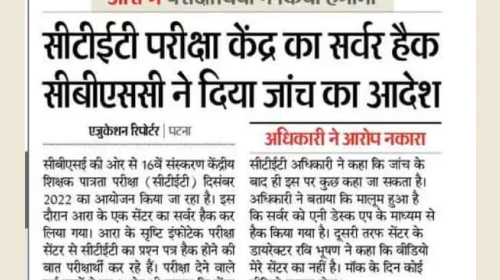 सीटीईटी परीक्षा केंद्र का सर्वर हैक
सीबीएससी ने दिया जांच का आदेश
एजुकेशन रिपोर्टर | पटना
सीबीएसई की ओर से 16वें संस्करण केंद्रीय
शिक्षक पात्रता परीक्षा (सीटीईटी) दिसंबर
2022 का आयोजन किया जा रहा है। इस
दौरान आरा के एक सेंटर का सर्वर हैक कर
लिया गया। आरा के सृष्टि इंफोटेक परीक्षा
सेंटर से सीटीईटी का प्रश्न पत्र हैक होने की
बात परीक्षार्थी कर रहे हैं। परीक्षा देने वाले
अधिकारी ने आरोप नकारा
सीटीईटी अधिकारी ने कहा कि जांच के
बाद ही इस पर कुछ कहा जा सकता है।
अधिकारी ने बताया कि मालूम हुआ है
कि सर्वर को एनी डेस्क एप के माध्यम से
हैक किया गया है। दूसरी तरफ सेंटर के
डायरेक्टर रवि भूषण ने कहा कि वीडियो
मेरे सेंटर का नहीं है। मॉक के दिन कोई